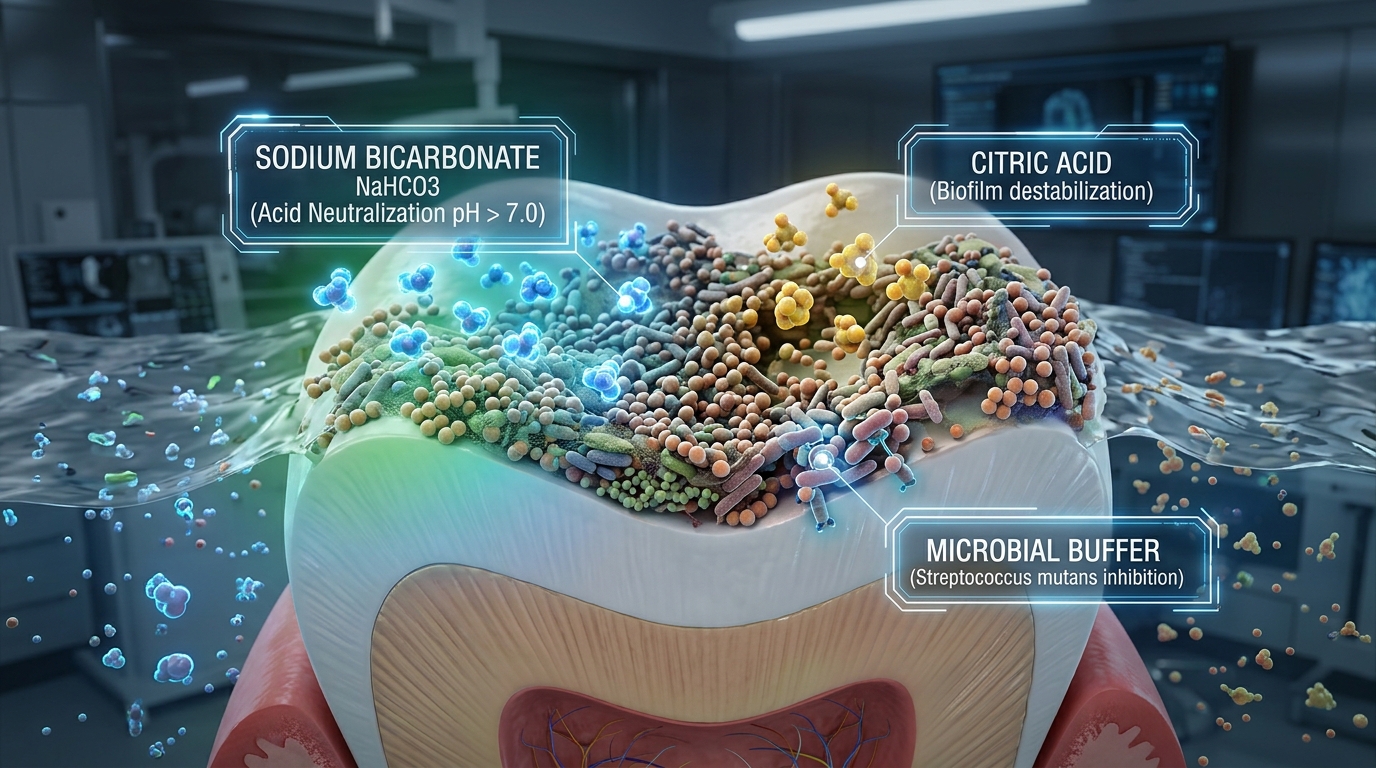 SODIUM BICARBONATE
NaHCO3
(Acid Neutralization pH > 7.0)
CITRIC ACID
(Biofilm destabilization)
MICROBIAL BUFFER
(Streptococcus mutans inhibition)